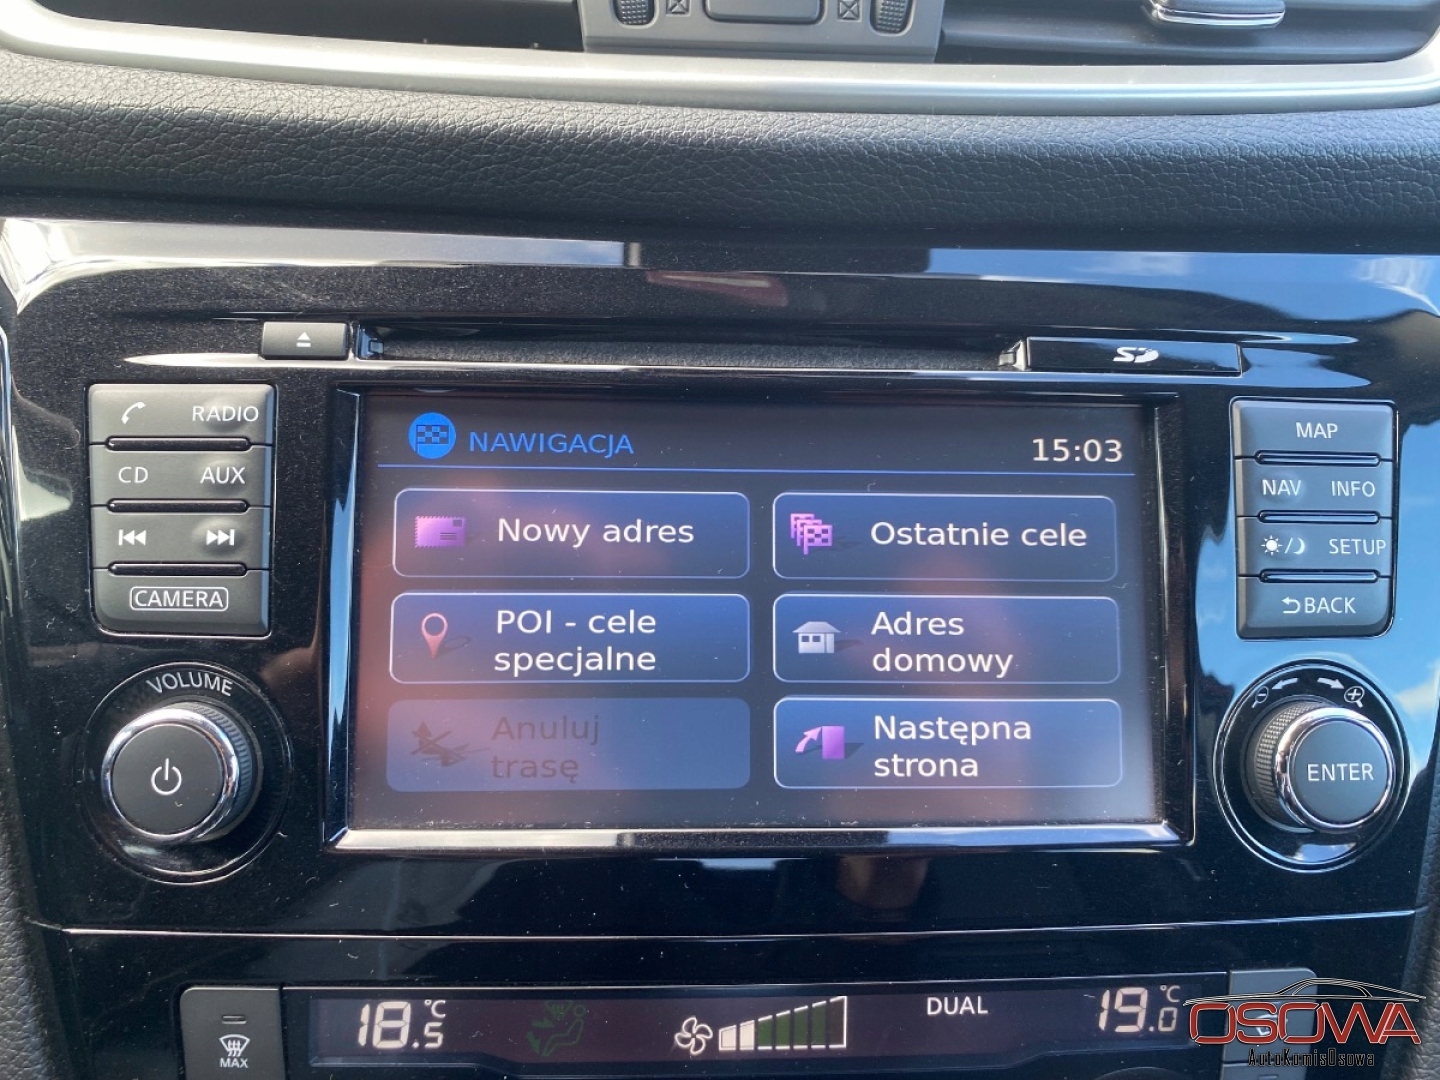 SD
RADIO
CD AUX
CAMERA
VOLUME
NAWIGACJA 15:03
Nowy adres
Ostatnie cele
POI - cele
specjalne
Adres
domowy
Anuluj
trasę
Następna
strona
MAP
NAV INFO
SETUP
BACK
ENTER
18.5 °C
DUAL
19.0 °C
MAX
OSOWA
AutoKomisOsowa